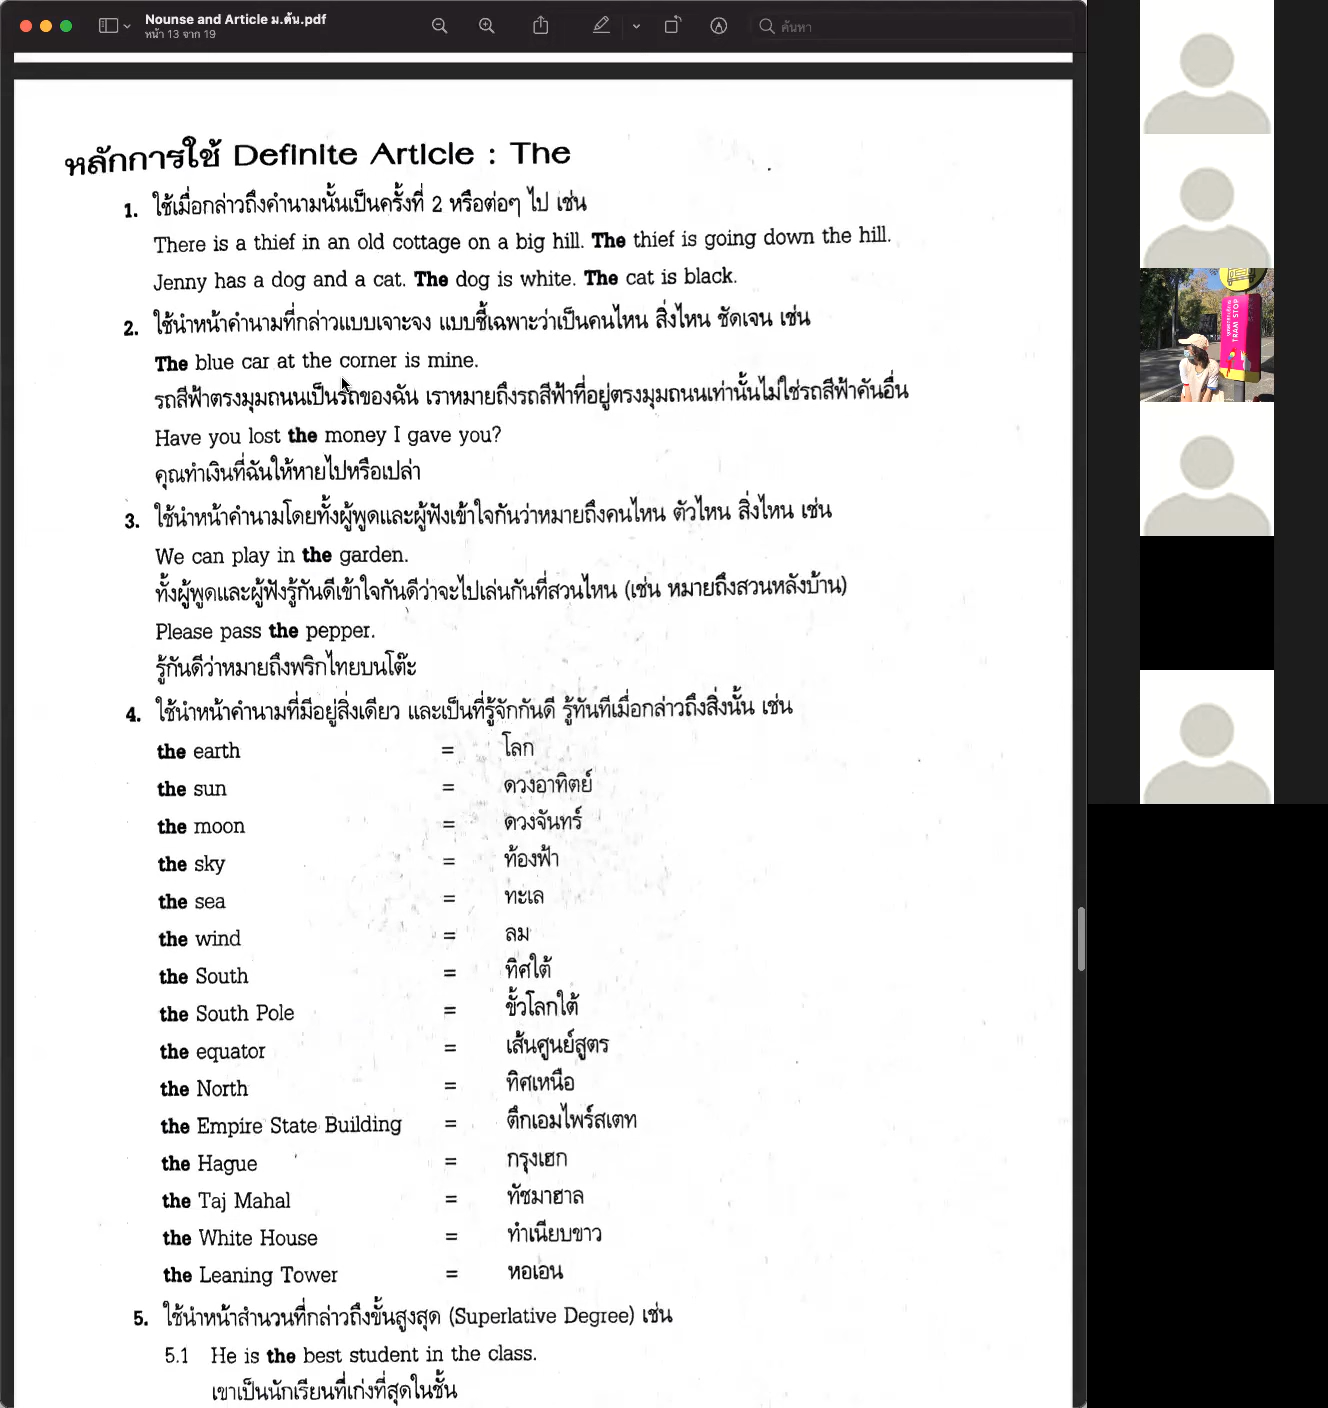 Nounse and Article ม.ต้น.pdf
หน้า 13 จาก 19
ค้นหา
หลักการใช้ Definite Article : The
1. ใช้เมื่อกล่าวถึงคำนามนั้นเป็นครั้งที่ 2 หรือต่อๆ ไป เช่น
There is a thief in an old cottage on a big hill. The thief is going down the hill.
Jenny has a dog and a cat. The dog is white. The cat is black.
2. ใช้นำหน้าคำนามที่กล่าวแบบเจาะจง แบบชี้เฉพาะว่าเป็นคนไหน สิ่งไหน ชัดเจน เช่น
The blue car at the corner is mine.
รถสีฟ้าตรงมุมถนนเป็นรถของฉัน เราหมายถึงรถสีฟ้าที่อยู่ตรงมุมถนนเท่านั้นไม่ใช่รถสีฟ้าคันอื่น
Have you lost the money I gave you?
คุณทำเงินที่ฉันให้หายไปหรือเปล่า
3. ใช้นำหน้าคำนามโดยทั้งผู้พูดและผู้ฟังเข้าใจกันว่าหมายถึงคนไหน ตัวไหน สิ่งไหน เช่น
We can play in the garden.
ทั้งผู้พูดและผู้ฟังรู้กันดีเข้าใจกันดีว่าจะไปเล่นกันที่สวนไหน (เช่น หมายถึงสวนหลังบ้าน)
Please pass the pepper.
รู้กันดีว่าหมายถึงพริกไทยบนโต๊ะ
4. ใช้นำหน้าคำนามที่มีอยู่สิ่งเดียว และเป็นที่รู้จักกันดี รู้ทันทีเมื่อกล่าวถึงสิ่งนั้น เช่น
the earth = โลก
the sun = ดวงอาทิตย์
the moon = ดวงจันทร์
the sky = ท้องฟ้า
the sea = ทะเล
the wind = ลม
the South = ทิศใต้
the South Pole = ขั้วโลกใต้
the equator = เส้นศูนย์สูตร
the North = ทิศเหนือ
the Empire State Building = ตึกเอมไพร์สเตท
the Hague = กรุงเฮก
the Taj Mahal = ทัชมาฮาล
the White House = ทำเนียบขาว
the Leaning Tower = หอเอน
5. ใช้นำหน้าสำนวนที่กล่าวถึงขั้นสูงสุด (Superlative Degree) เช่น
5.1 He is the best student in the class.
เขาเป็นนักเรียนที่เก่งที่สุดในชั้น
TRAM STOP